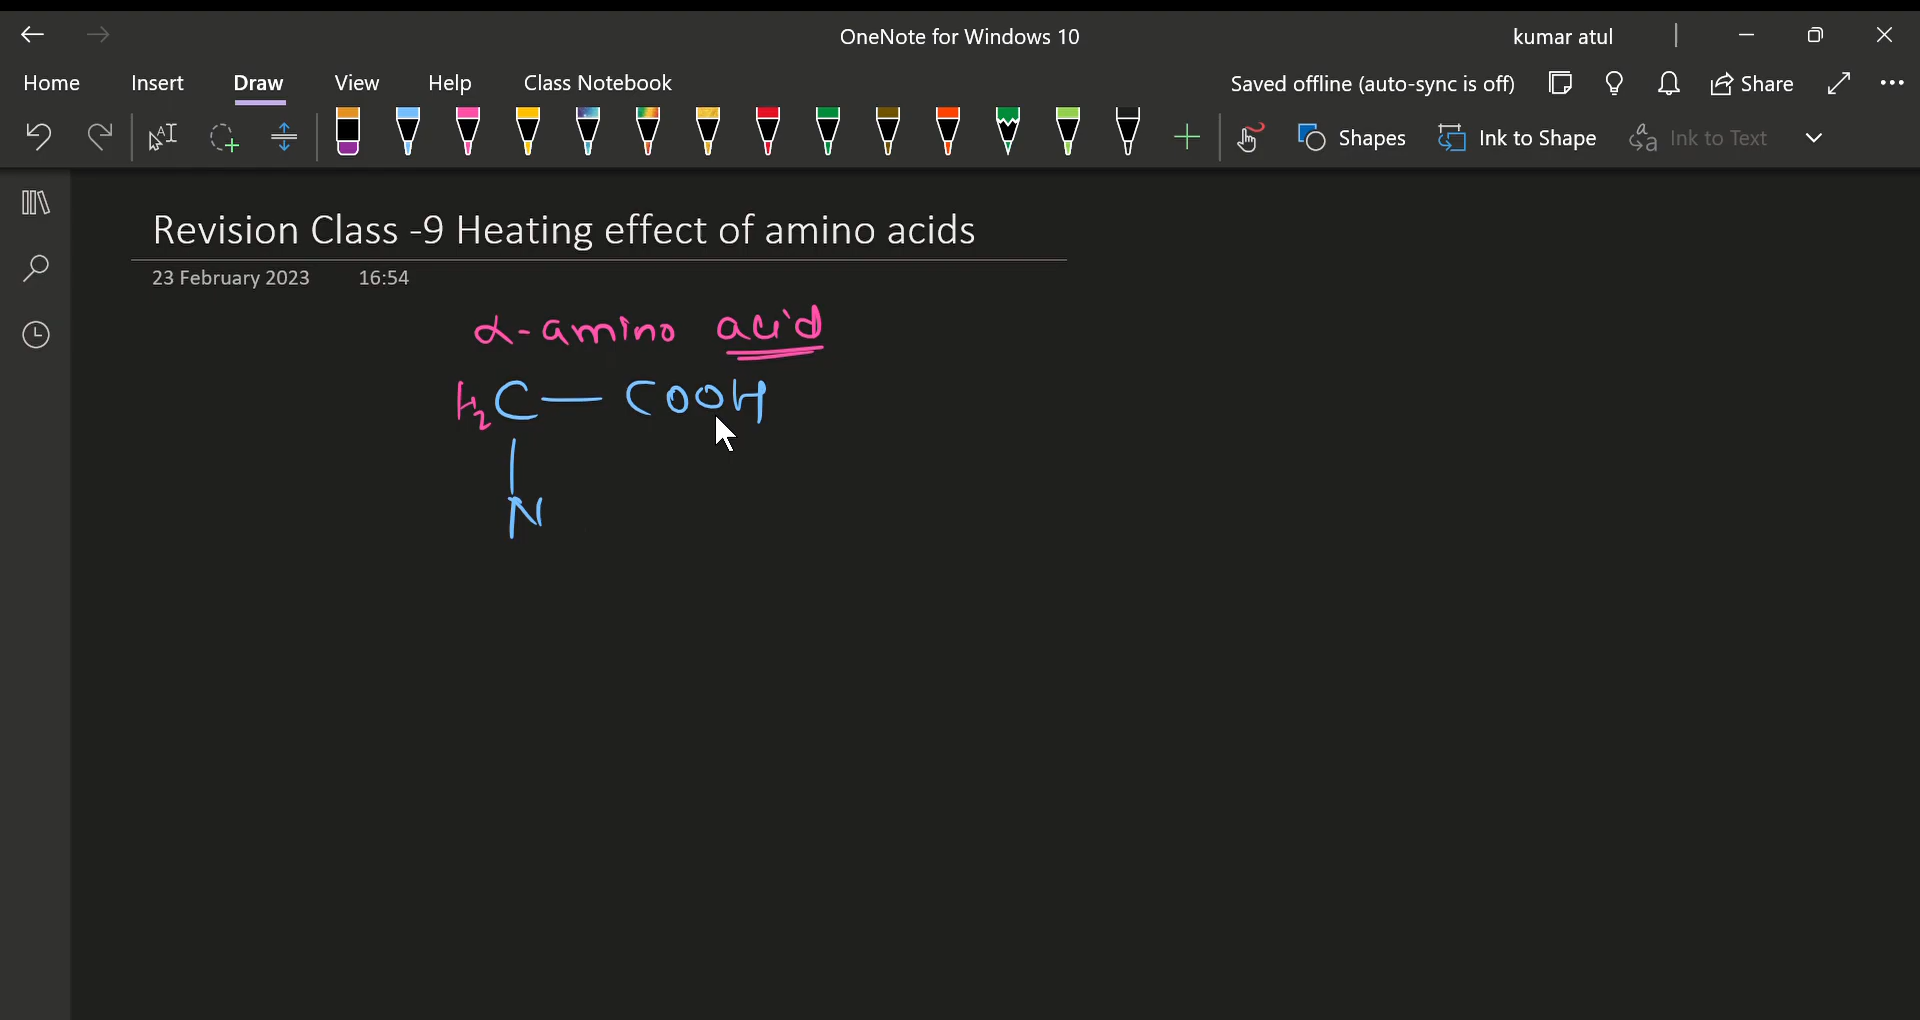 OneNote for Windows 10
kumar atul
Home Insert Draw View Help Class Notebook
Saved offline (auto-sync is off) Share
Shapes Ink to Shape Ink to Text
Revision Class -9 Heating effect of amino acids
23 February 2023 16:54
α-amino acid
H₂C — COOH
N